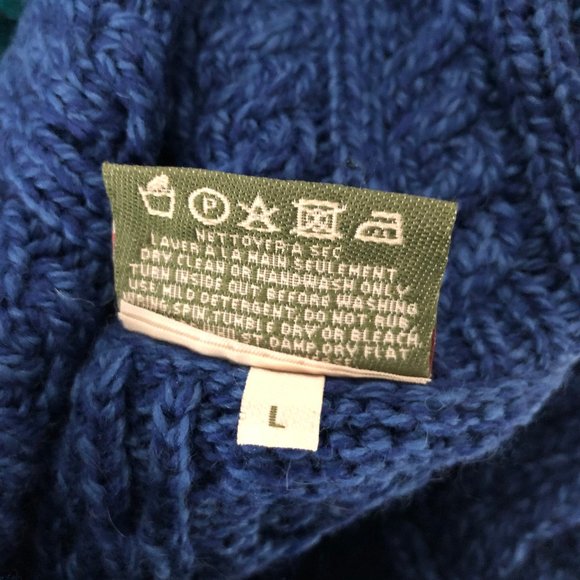 P
NETTOYER A SEC
LAVER A LA MAIN SEULEMENT
DRY CLEAN OR HANDWASH ONLY
TURN INSIDE OUT BEFORE WASHING
USE MILD DETERGENT. DO NOT RUB,
SPIN, TUMBLE DRY OR BLEACH.
DAMP. DRY FLAT
L